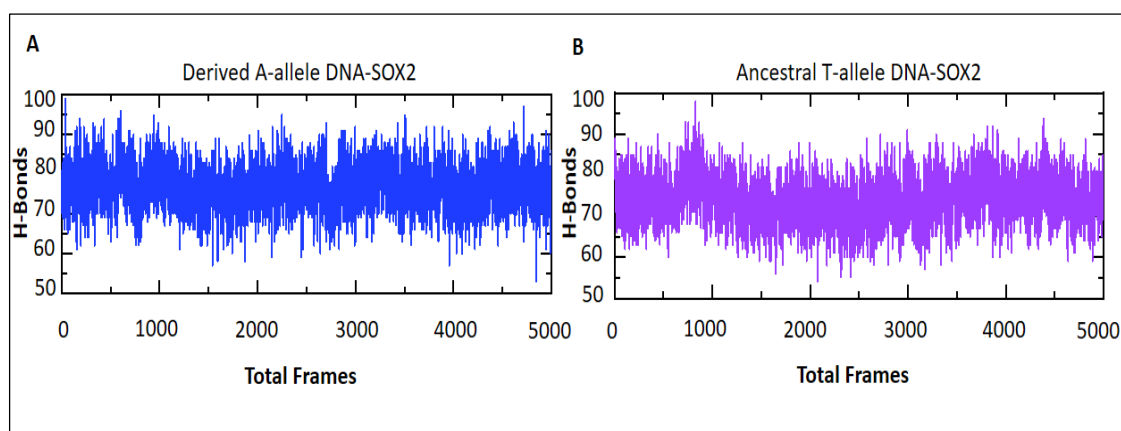 A
Derived A-allele DNA-SOX2
100
90
80
70
60
50
H-Bonds
0 1000 2000 3000 4000 5000
Total Frames
B
Ancestral T-allele DNA-SOX2
100
90
80
70
60
50
H-Bonds
0 1000 2000 3000 4000 5000
Total Frames